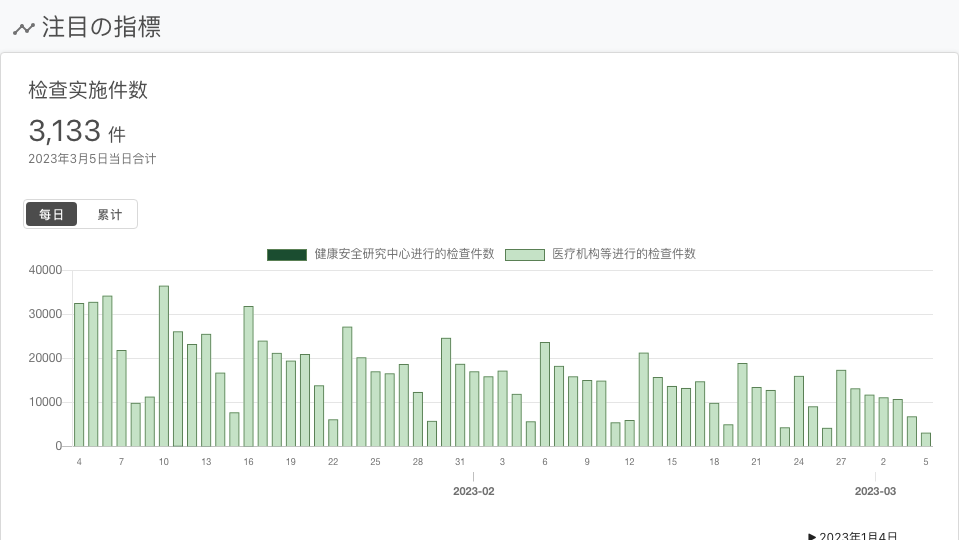 注目の指標
检查实施件数
3,133 件
2023年3月5日当日合计
每日 累计
健康安全研究中心进行的检查件数 医疗机构等进行的检查件数
40000
30000
20000
10000
0
4 7 10 13 16 19 22 25 28 31 3 6 9 12 15 18 21 24 27 2 5
2023-02 2023-03
▶ 2023年1月4日